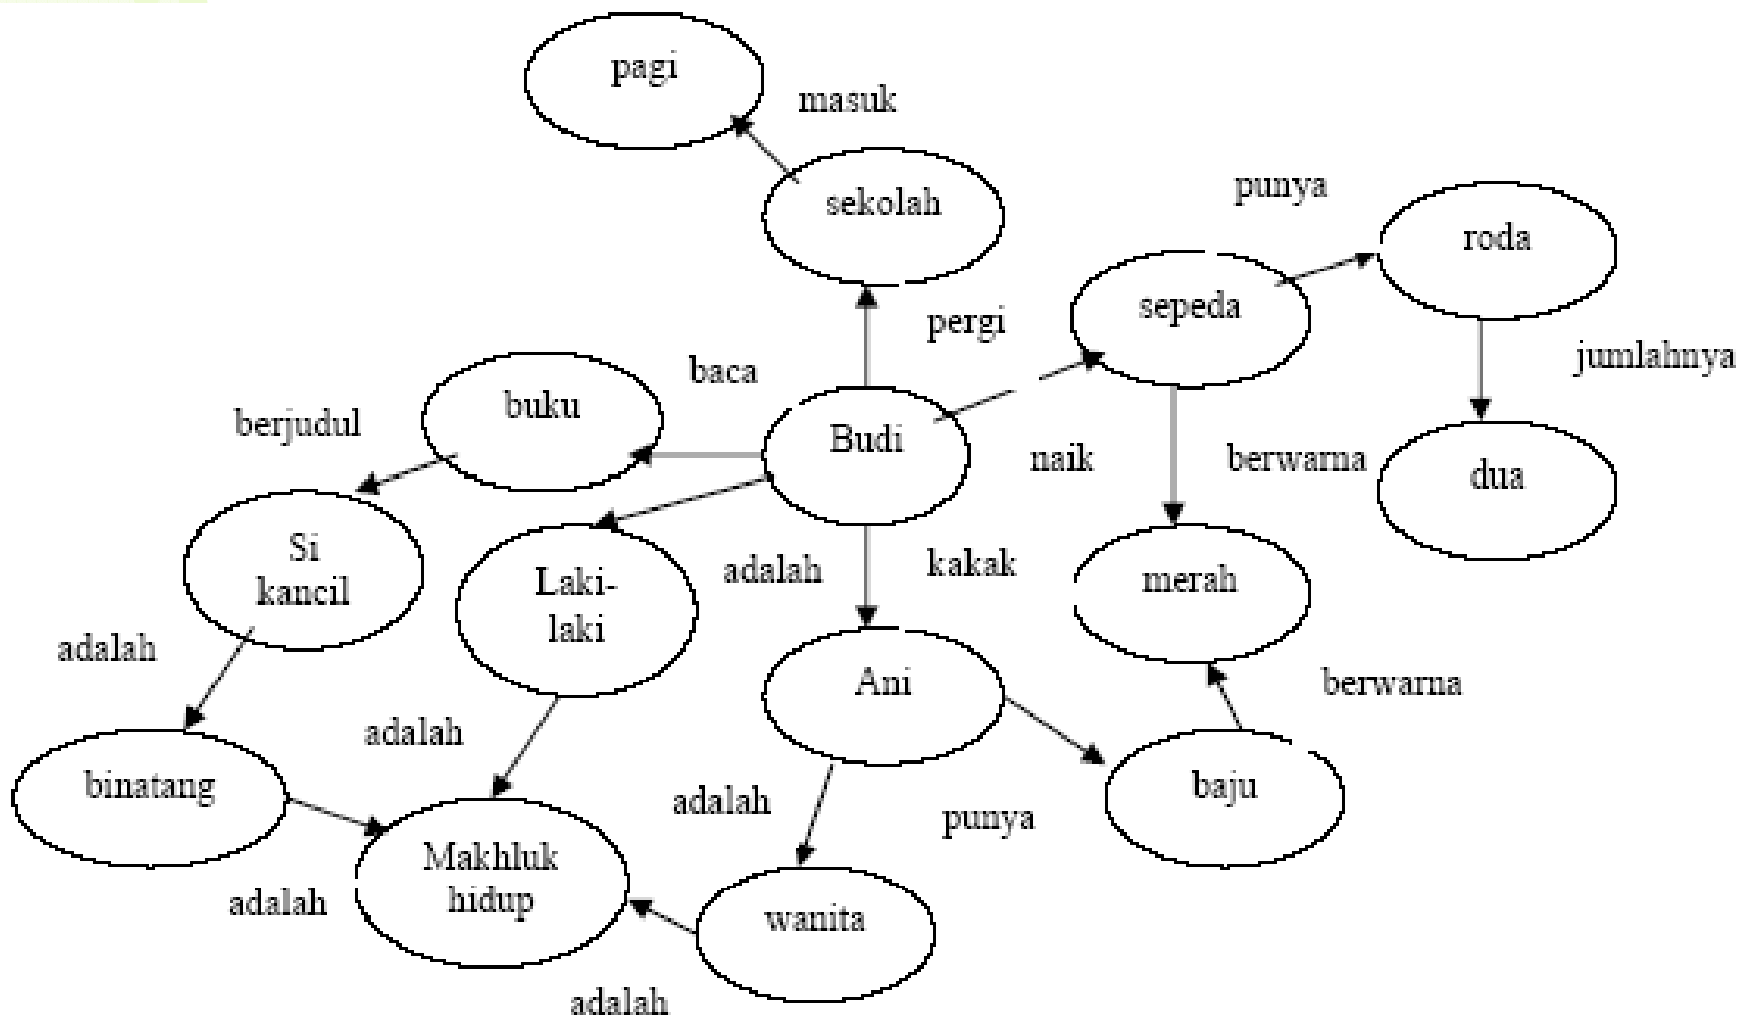 pagi
masuk
sekolah
punya
roda
sepeda
pergi
jumlahnya
baca
buku
berjudul
Budi
naik
berwarna
dua
Si
kancil
Laki-
laki
adalah
kakak
merah
adalah
Ani
berwarna
adalah
binatang
baju
adalah
punya
Makhluk
hidup
adalah
wanita
adalah